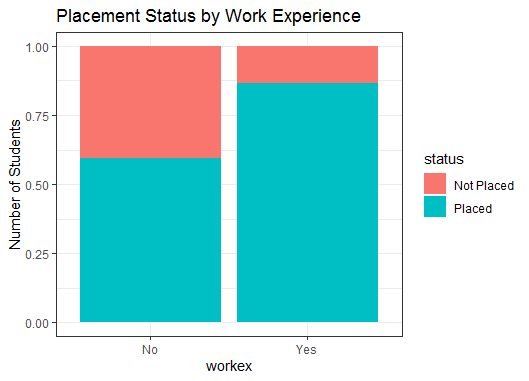 Placement Status by Work Experience
1.00
0.75
0.50
0.25
0.00
Number of Students
No
Yes
workex
status
Not Placed
Placed